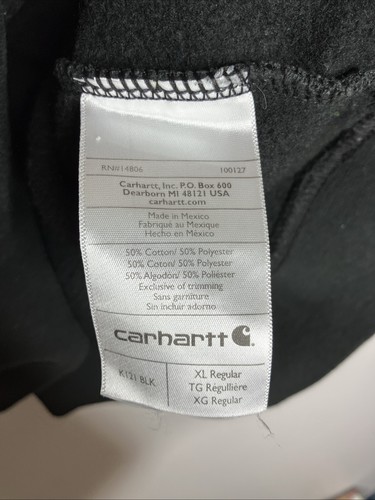 RN#14806 100127
Carhartt, Inc. P.O. Box 600
Dearborn MI 48121 USA
carhartt.com
Made in Mexico
Fabriqué au Mexique
Hecho en México
50% Cotton/ 50% Polyester
50% Coton/ 50% Polyester
50% Algodón/ 50% Poliéster
Exclusive of trimming
Sans garniture
Sin incluir adorno
carhartt
K121 BLK
XL Regular
TG Régullière
XG Regular